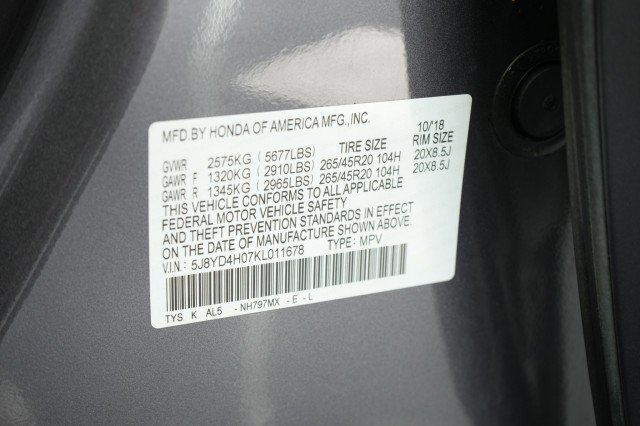 MFD.BY HONDA OF AMERICA MFG.,INC. 10/18
GVWR 2575KG (5677LBS) TIRE SIZE RIM SIZE
GAWR F 1320KG (2910LBS) 265/45R20 104H 20X8.5J
GAWR R 1345KG (2965LBS) 265/45R20 104H 20X8.5J
THIS VEHICLE CONFORMS TO ALL APPLICABLE
FEDERAL MOTOR VEHICLE SAFETY
AND THEFT PREVENTION STANDARDS IN EFFECT
ON THE DATE OF MANUFACTURE SHOWN ABOVE.
V.I.N.: 5J8YD4H07KL011678 TYPE: MPV
TYS K AL5 -NH797MX -E -L